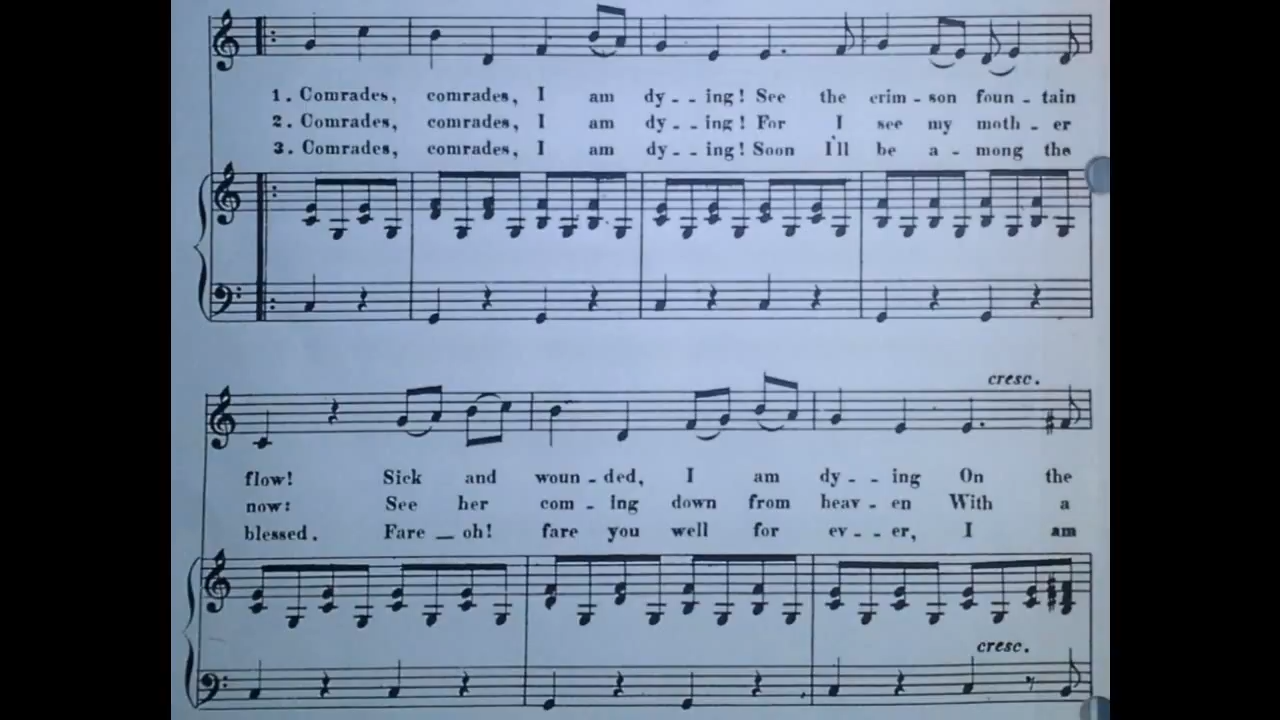 1. Comrades, comrades, I am dy - - ing! See the crim - son foun - tain
2. Comrades, comrades, I am dy - - ing! For I see my moth - er
3. Comrades, comrades, I am dy - - ing! Soon I'll be a - mong the
cresc.
flow! Sick and woun - ded, I am dy - - ing On the
now: See her com - ing down from heav - en With a
blessed. Fare — oh! fare you well for ev - - er, I am
cresc.